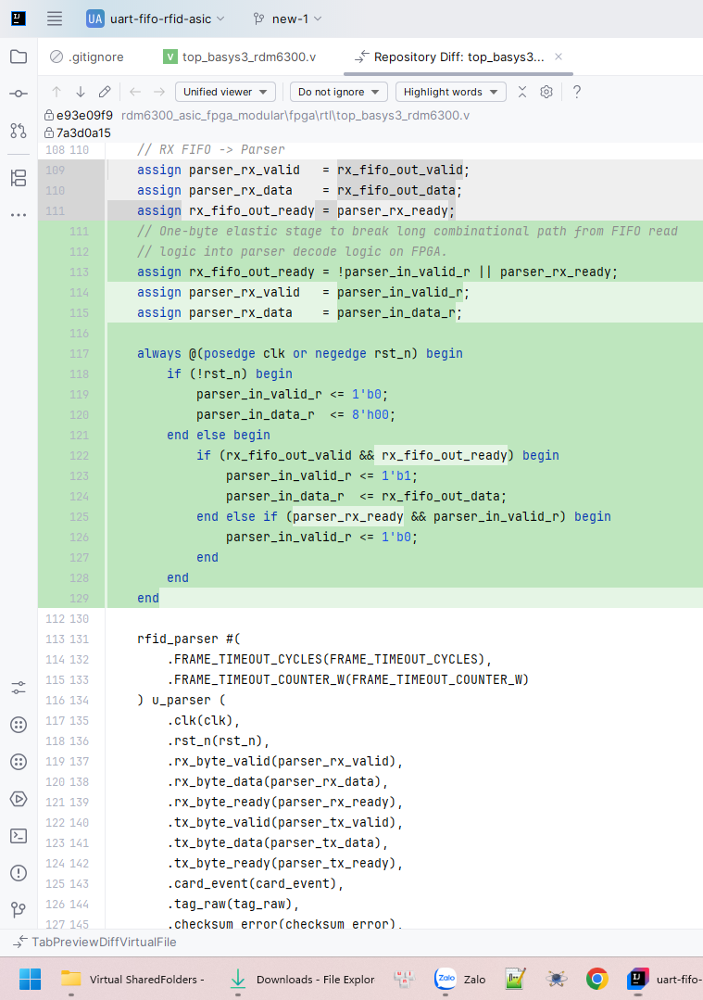 UA uart-fifo-rfid-asic new-1
.gitignore V top_basys3_rdm6300.v Repository Diff: top_basys3...
Unified viewer Do not ignore Highlight words ?
e93e09f9 rdm6300_asic_fpga_modular\fpga\rtl\top_basys3_rdm6300.v
7a3d0a15
108 110 // RX FIFO -> Parser
109 assign parser_rx_valid   = rx_fifo_out_valid;
110 assign parser_rx_data    = rx_fifo_out_data;
111 assign rx_fifo_out_ready = parser_rx_ready;
111 // One-byte elastic stage to break long combinational path from FIFO read
112 // logic into parser decode logic on FPGA.
113 assign rx_fifo_out_ready = !parser_in_valid_r || parser_rx_ready;
114 assign parser_rx_valid   = parser_in_valid_r;
115 assign parser_rx_data    = parser_in_data_r;
116
117 always @(posedge clk or negedge rst_n) begin
118 if (!rst_n) begin
119 parser_in_valid_r <= 1'b0;
120 parser_in_data_r  <= 8'h00;
121 end else begin
122 if (rx_fifo_out_valid && rx_fifo_out_ready) begin
123 parser_in_valid_r <= 1'b1;
124 parser_in_data_r  <= rx_fifo_out_data;
125 end else if (parser_rx_ready && parser_in_valid_r) begin
126 parser_in_valid_r <= 1'b0;
127 end
128 end
129 end
112 130
113 131 rfid_parser #(
114 132 .FRAME_TIMEOUT_CYCLES(FRAME_TIMEOUT_CYCLES),
115 133 .FRAME_TIMEOUT_COUNTER_W(FRAME_TIMEOUT_COUNTER_W)
116 134 ) u_parser (
117 135 .clk(clk),
118 136 .rst_n(rst_n),
119 137 .rx_byte_valid(parser_rx_valid),
120 138 .rx_byte_data(parser_rx_data),
121 139 .rx_byte_ready(parser_rx_ready),
122 140 .tx_byte_valid(parser_tx_valid),
123 141 .tx_byte_data(parser_tx_data),
124 142 .tx_byte_ready(parser_tx_ready),
125 143 .card_event(card_event),
126 144 .tag_raw(tag_raw),
127 145 .checksum_error(checksum_error),
TabPreviewDiffVirtualFile
Virtual SharedFolders - Downloads - File Explor Zalo Zalo uart-fifo-